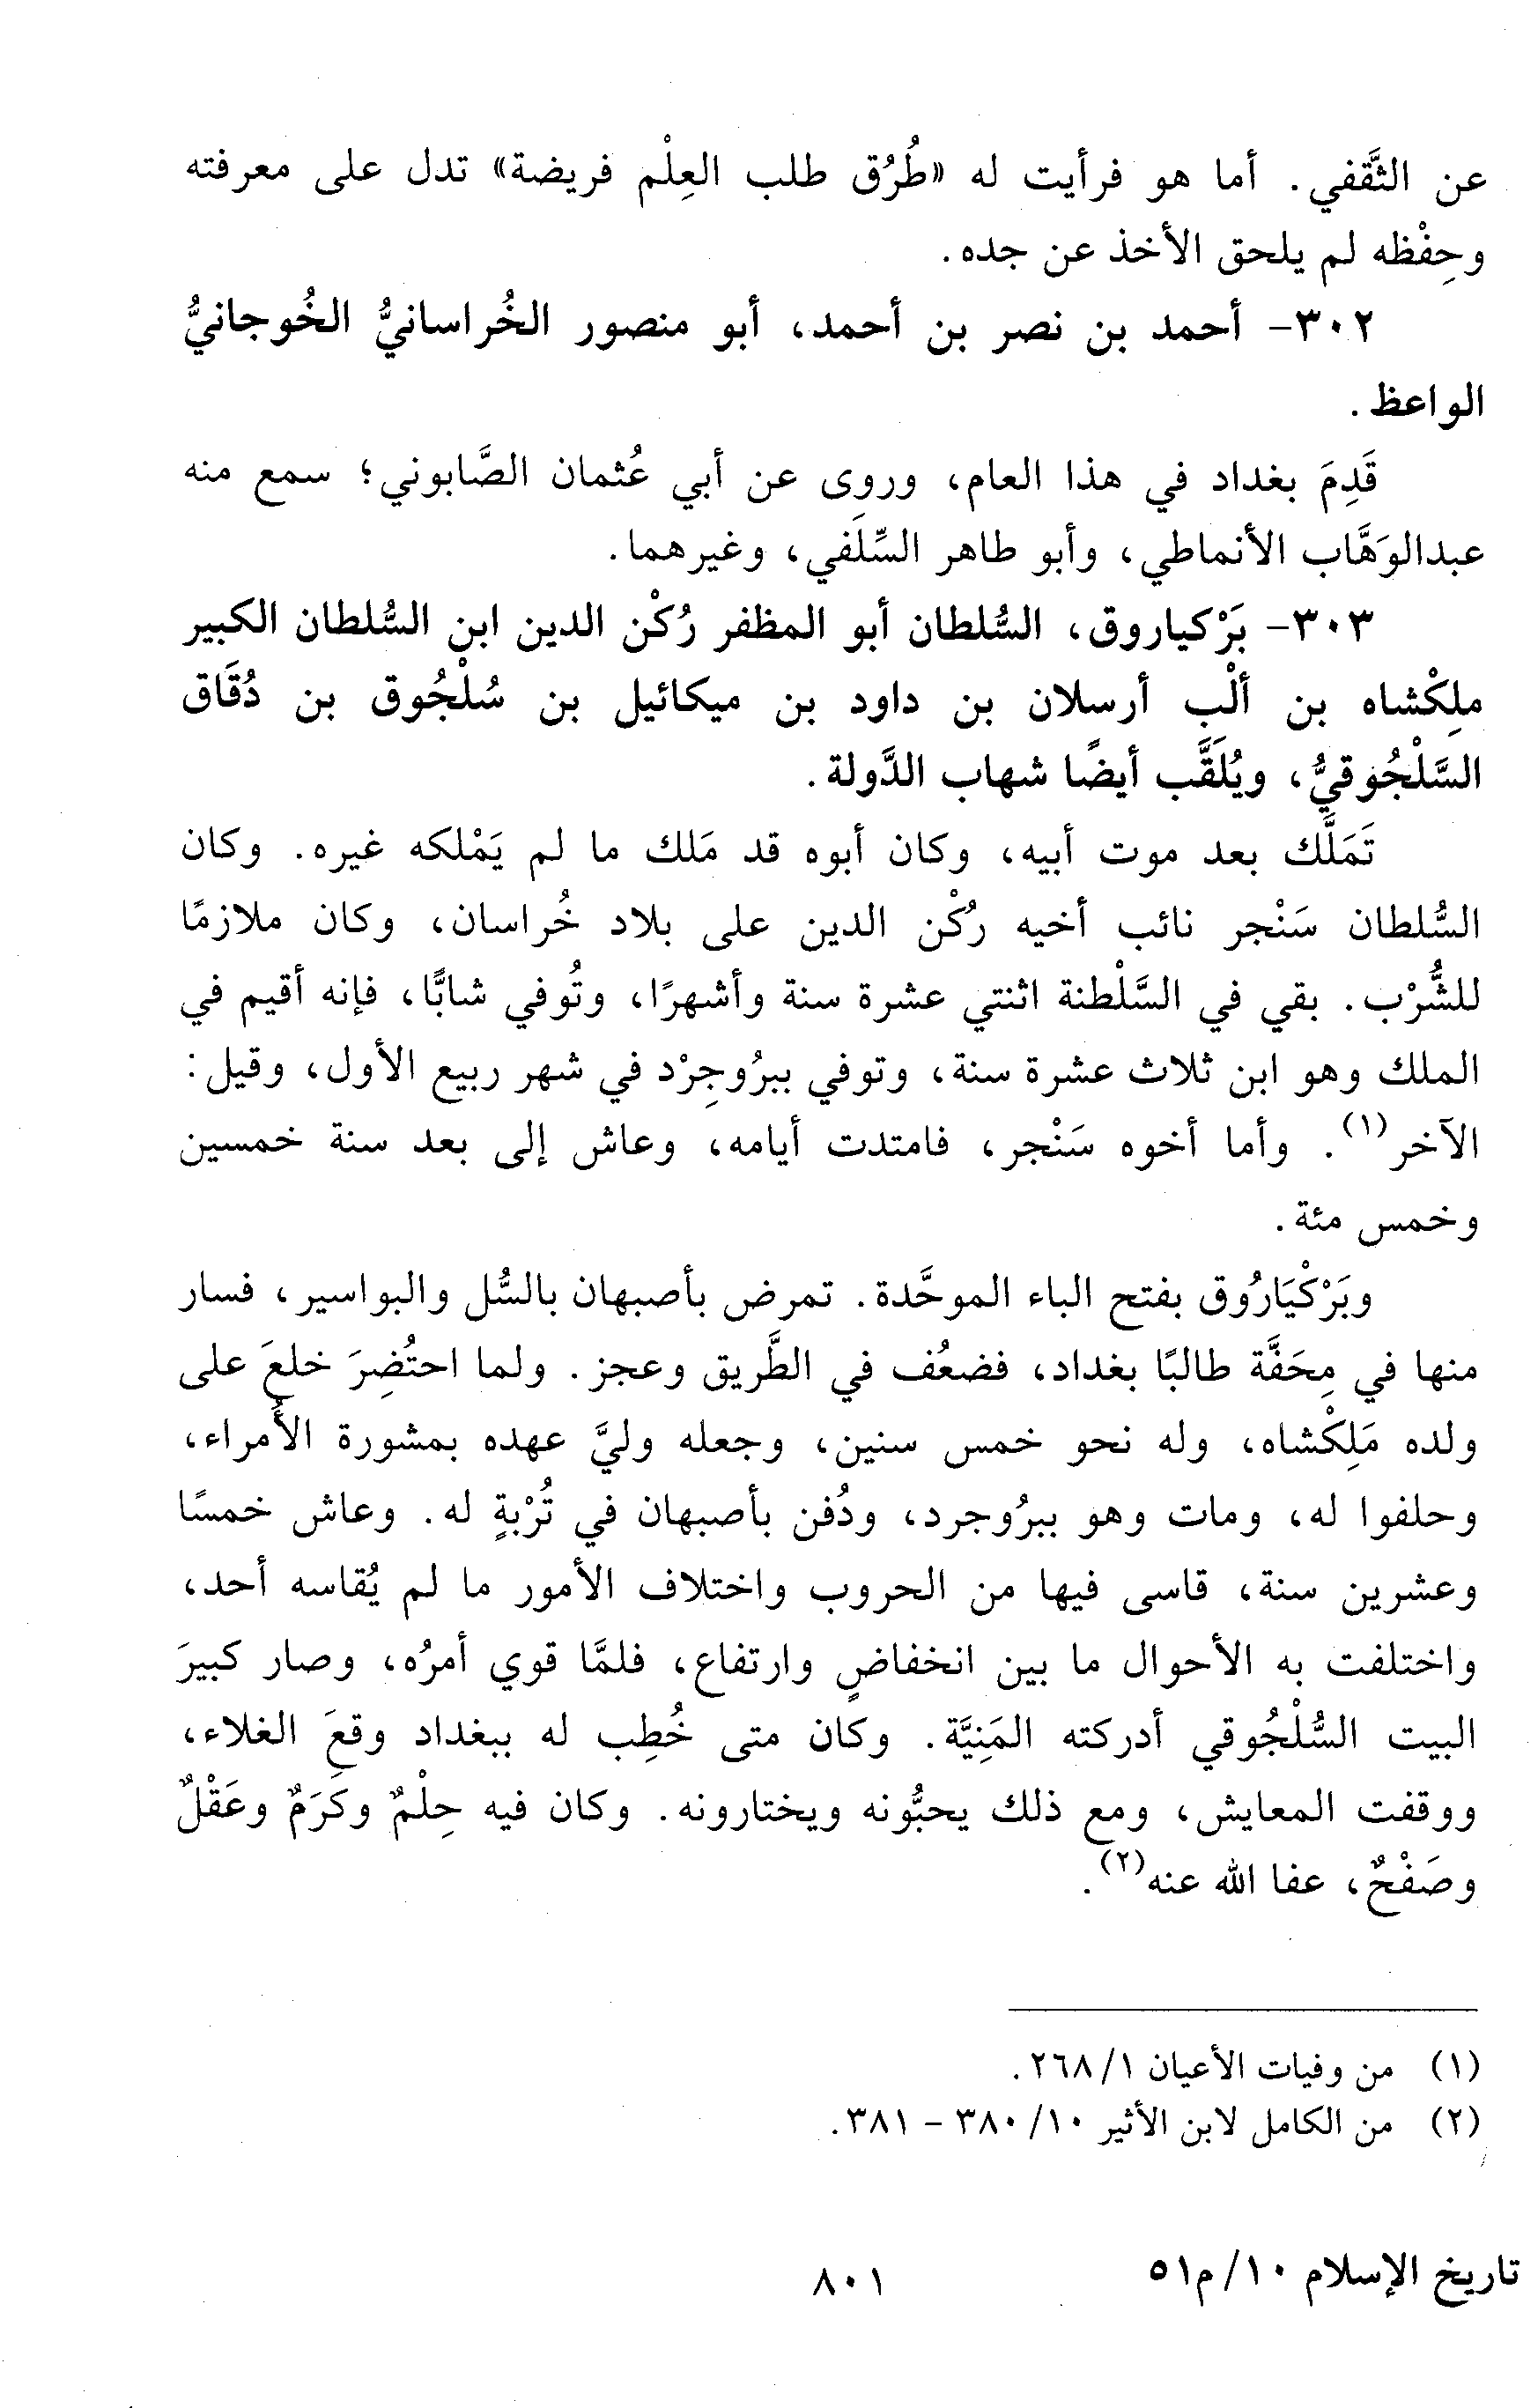 عن الثَّقفي. أما هو فرأيت له «طُرُق طلب العِلْم فريضة» تدل على معرفته
وحِفْظه لم يلحق الأخذ عن جده.
٣٠٢- أحمد بن نصر بن أحمد، أبو منصور الخُراسانيُّ الخُوجانيُّ
الواعظ.
قَدِمَ بغداد في هذا العام، وروى عن أبي عُثمان الصَّابوني؛ سمع منه
عبدالوَهَّاب الأنماطي، وأبو طاهر السِّلَفي، وغيرهما.
٣٠٣- بَرْكياروق، السُّلطان أبو المظفر رُكْن الدين ابن السُّلطان الكبير
ملِكْشاه بن ألْب أرسلان بن داود بن ميكائيل بن سُلْجُوق بن دُقَاق
السَّلْجُوقيُّ، ويُلَقَّب أيضًا شهاب الدَّولة.
تَمَلَّك بعد موت أبيه، وكان أبوه قد مَلك ما لم يَمْلكه غيره. وكان
السُّلطان سَنْجر نائب أخيه رُكْن الدين على بلاد خُراسان، وكان ملازمًا
للشُّرْب. بقي في السَّلْطنة اثنتي عشرة سنة وأشهرًا، وتُوفي شابًّا، فإنه أقيم في
الملك وهو ابن ثلاث عشرة سنة، وتوفي ببرُوجِرْد في شهر ربيع الأول، وقيل:
الآخر(١). وأما أخوه سَنْجر، فامتدت أيامه، وعاش إلى بعد سنة خمسين
وخمس مئة.
وبَرْكْيَارُوق بفتح الباء الموحَّدة. تمرض بأصبهان بالسُّل والبواسير، فسار
منها في مِحَفَّة طالبًا بغداد، فضعُف في الطَّريق وعجز. ولما احتُضِرَ خلعَ على
ولده مَلِكْشاه، وله نحو خمس سنين، وجعله وليَّ عهده بمشورة الأُمراء،
وحلفوا له، ومات وهو ببرُوجرد، ودُفن بأصبهان في تُرْبةٍ له. وعاش خمسًا
وعشرين سنة، قاسى فيها من الحروب واختلاف الأمور ما لم يُقاسه أحد،
واختلفت به الأحوال ما بين انخفاضٍ وارتفاع، فلمَّا قوي أمرُه، وصار كبيرَ
البيت السُّلْجُوقي أدركته المَنِيَّة. وكان متى خُطِب له ببغداد وقعَ الغلاء،
ووقفت المعايش، ومع ذلك يحبُّونه ويختارونه. وكان فيه حِلْمٌ وكَرَمٌ وعَقْلٌ
وصَفْحٌ، عفا الله عنه(٢).
(١) من وفيات الأعيان ١/ ٢٦٨.
(٢) من الكامل لابن الأثير ١٠/ ٣٨٠ - ٣٨١.
تاريخ الإسلام ١٠/ م٥١
٨٠١